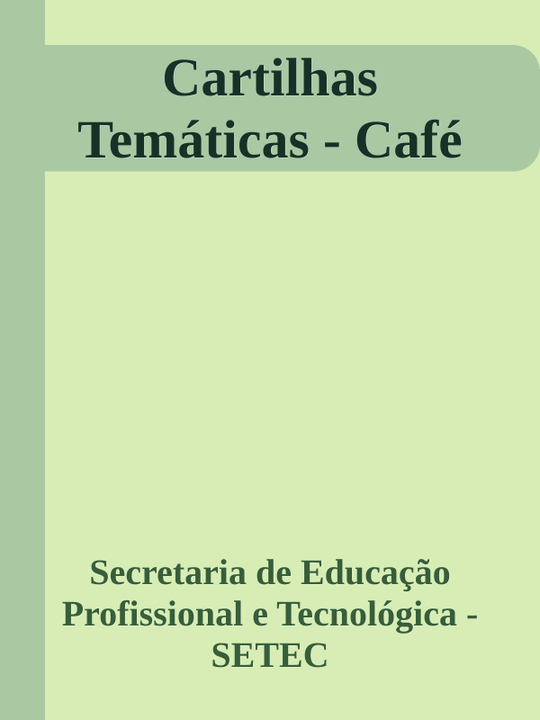 Cartilhas
Temáticas - Café
Secretaria de Educação
Profissional e Tecnológica -
SETEC